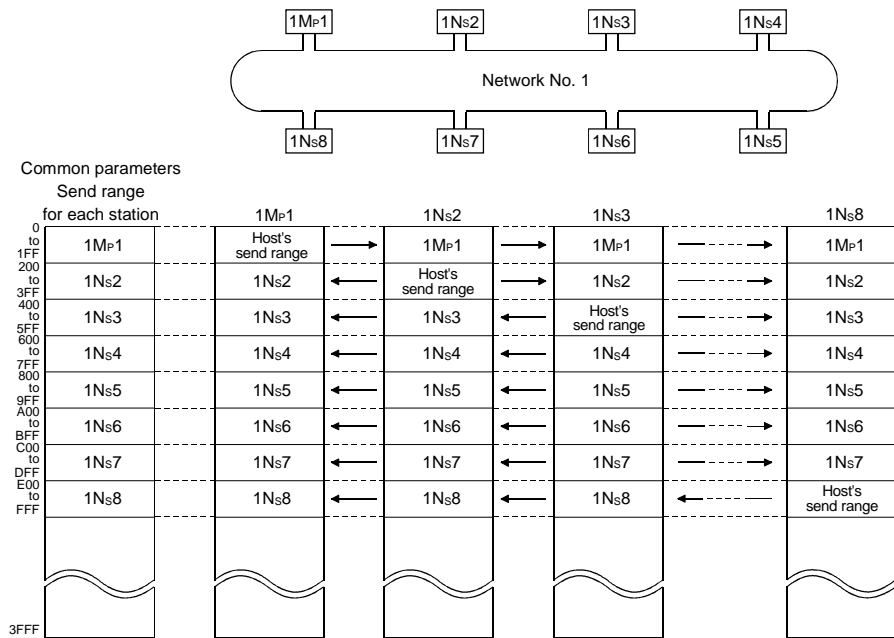 1MP1 1NS2 1NS3 1NS4
Network No. 1
1NS8 1NS7 1NS6 1NS5
Common parameters
Send range
for each station
1MP1 1NS2 1NS3 1NS8
0
to
1FF
1MP1 Host's
send range 1MP1 1MP1 1MP1
200
to
3FF
1NS2 1NS2 Host's
send range 1NS2 1NS2
400
to
5FF
1NS3 1NS3 1NS3 Host's
send range 1NS3
600
to
7FF
1NS4 1NS4 1NS4 1NS4 1NS4
800
to
9FF
1NS5 1NS5 1NS5 1NS5 1NS5
A00
to
BFF
1NS6 1NS6 1NS6 1NS6 1NS6
C00
to
DFF
1NS7 1NS7 1NS7 1NS7 1NS7
E00
to
FFF
1NS8 1NS8 1NS8 1NS8 Host's
send range
3FFF